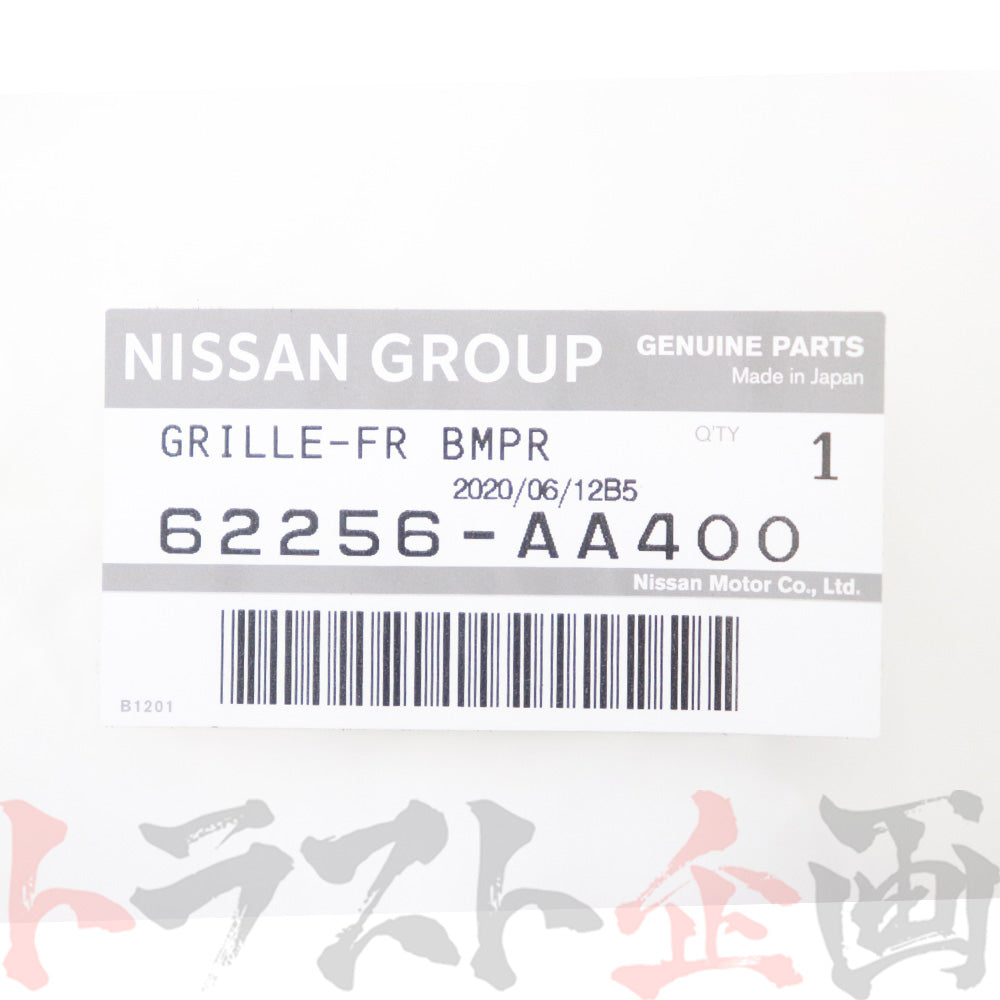 NISSAN GROUP
GENUINE PARTS
Made in Japan
GRILLE-FR BMPR
Q'TY
1
2020/06/12B5
62256-AA400
Nissan Motor Co., Ltd.
B1201
トラスト企画